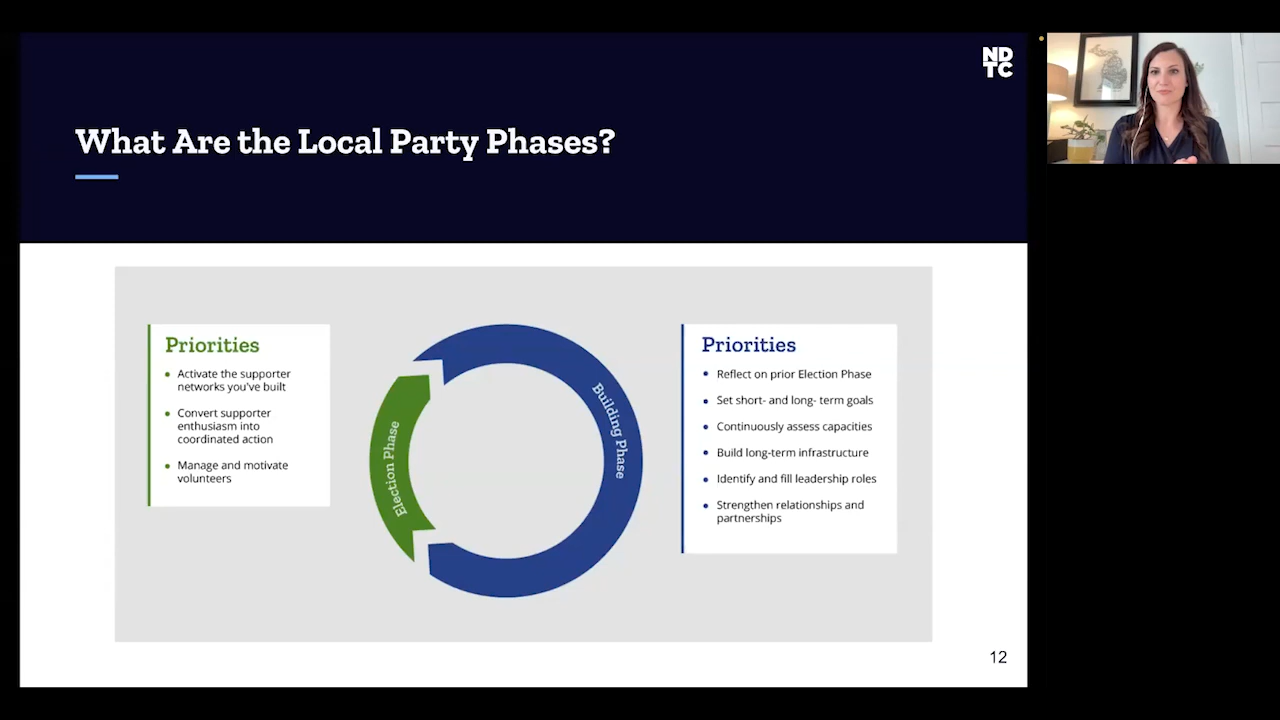 ND
TC
What Are the Local Party Phases?
Priorities
Activate the supporter
networks you've built
Convert supporter
enthusiasm into
coordinated action
Manage and motivate
volunteers
Election Phase
Building Phase
Priorities
Reflect on prior Election Phase
Set short- and long- term goals
Continuously assess capacities
Build long-term infrastructure
Identify and fill leadership roles
Strengthen relationships and
partnerships
12